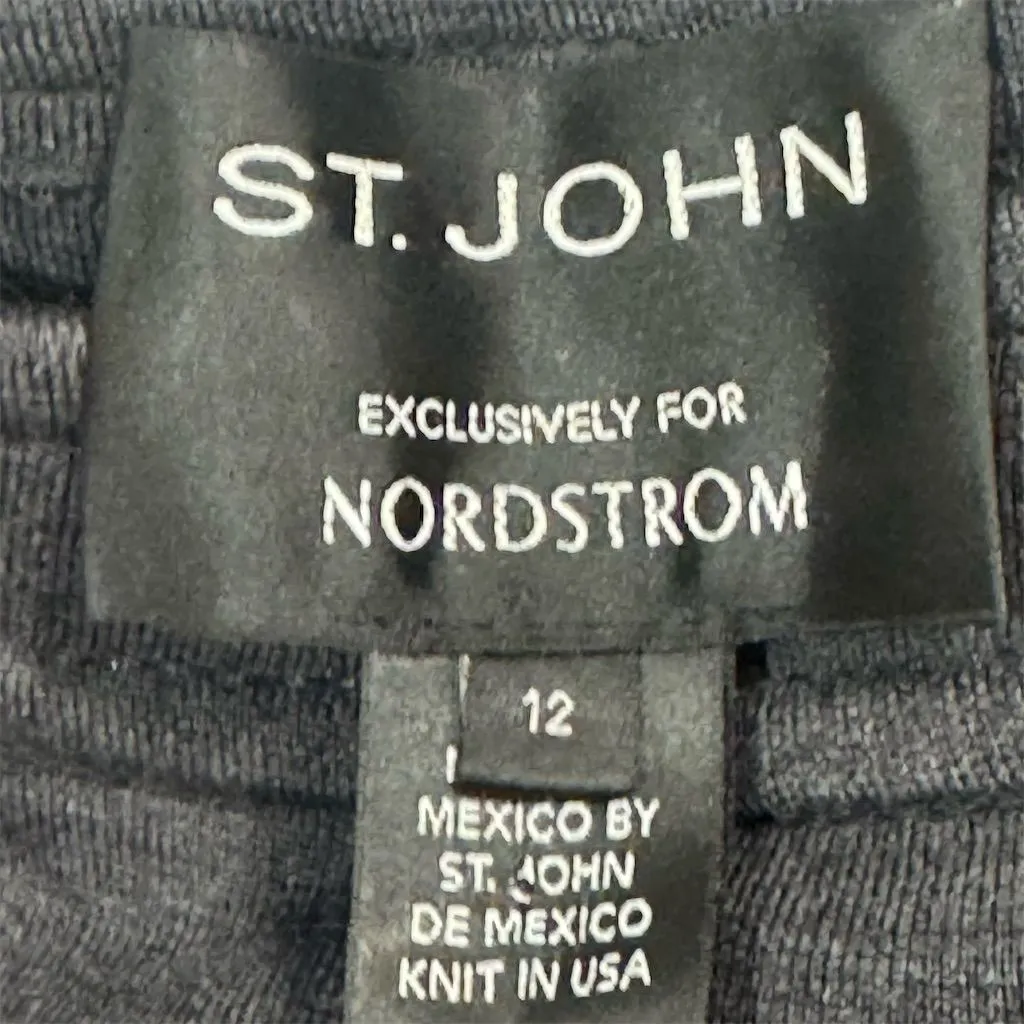 ST. JOHN
EXCLUSIVELY FOR
NORDSTROM
12
MEXICO BY
ST. JOHN
DE MEXICO
KNIT IN USA